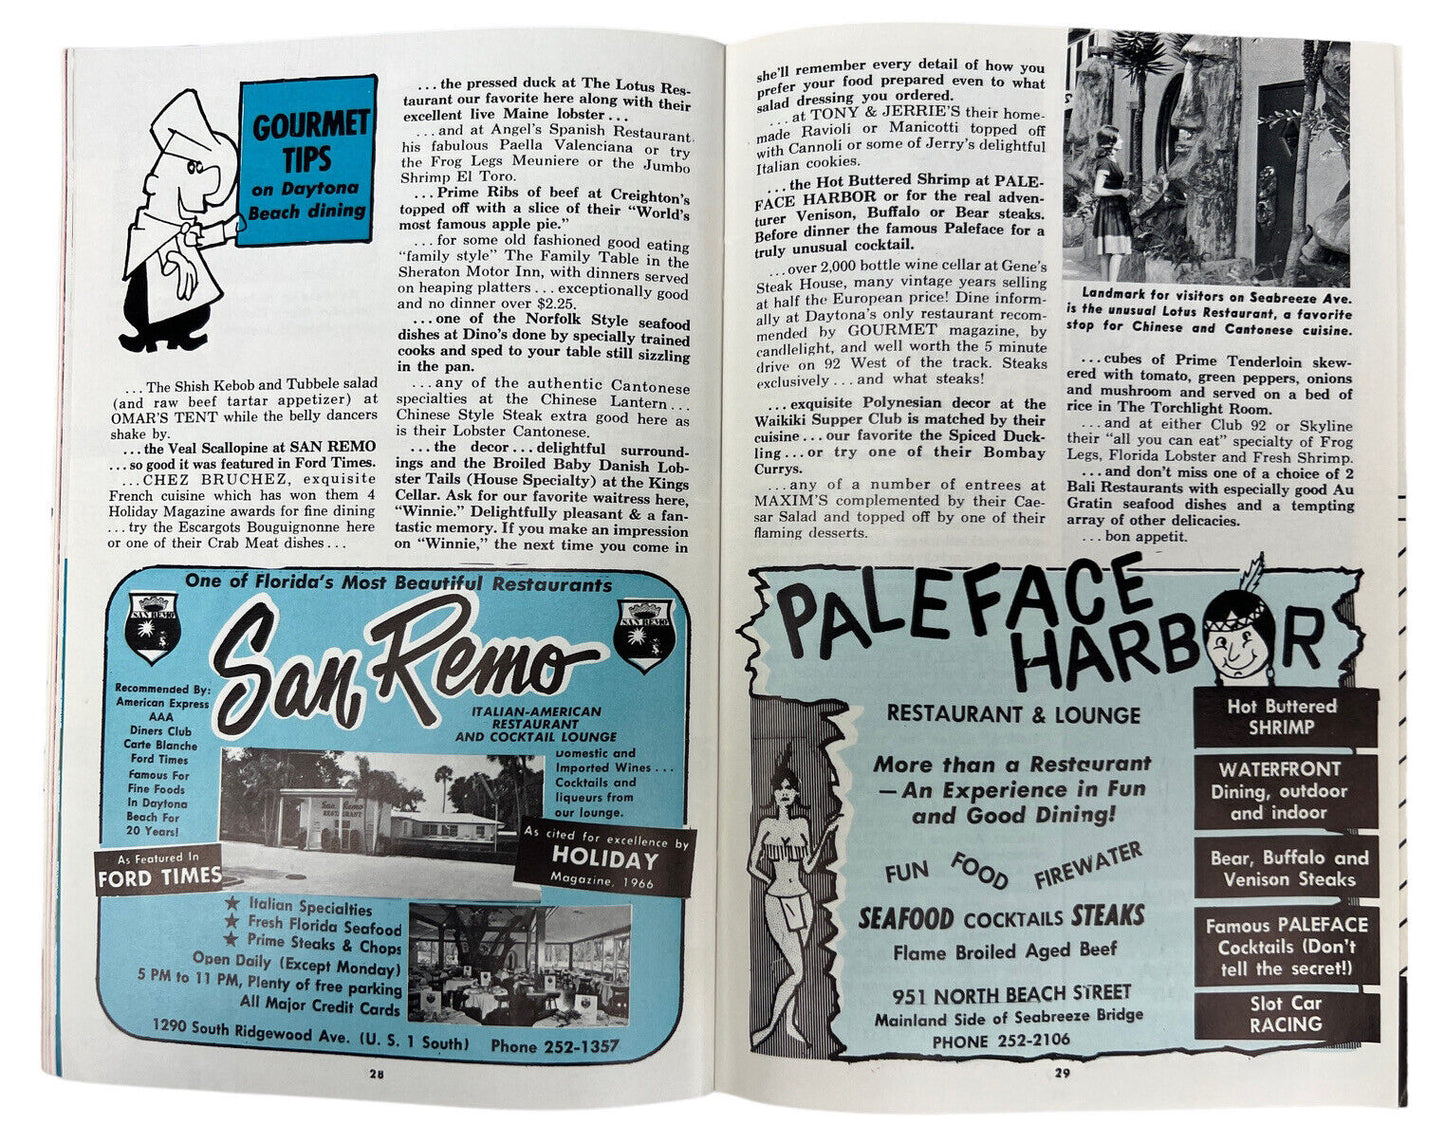 GOURMET
TIPS
on Daytona
Beach dining
...The Shish Kebob and Tubbele salad
(and raw beef tartar appetizer) at
OMAR'S TENT while the belly dancers
shake by.
...the Veal Scallopine at SAN REMO
...so good it was featured in Ford Times.
...CHEZ BRUCHEZ, exquisite
French cuisine which has won them 4
Holiday Magazine awards for fine dining
...try the Escargots Bouguignonne here
or one of their Crab Meat dishes...
...the pressed duck at The Lotus Res-
taurant our favorite here along with their
excellent live Maine lobster...
...and at Angel's Spanish Restaurant,
his fabulous Paella Valenciana or try
the Frog Legs Meuniere or the Jumbo
Shrimp El Toro.
...Prime Ribs of beef at Creighton's
topped off with a slice of their "World's
most famous apple pie."
...for some old fashioned good eating
"family style" The Family Table in the
Sheraton Motor Inn, with dinners served
on heaping platters...exceptionally good
and no dinner over $2.25.
...one of the Norfolk Style seafood
dishes at Dino's done by specially trained
cooks and sped to your table still sizzling
in the pan.
...any of the authentic Cantonese
specialties at the Chinese Lantern...
Chinese Style Steak extra good here as
is their Lobster Cantonese.
...the decor...delightful surround-
ings and the Broiled Baby Danish Lob-
ster Tails (House Specialty) at the Kings
Cellar. Ask for our favorite waitress here,
"Winnie." Delightfully pleasant & a fan-
tastic memory. If you make an impression
on "Winnie," the next time you come in
One of Florida's Most Beautiful Restaurants
SAN REMO
San Remo
SAN REMO
ITALIAN-AMERICAN
RESTAURANT
AND COCKTAIL LOUNGE
Recommended By:
American Express
AAA
Diners Club
Carte Blanche
Ford Times
Famous For
Fine Foods
In Daytona
Beach For
20 Years!
Domestic and
Imported Wines...
Cocktails and
liqueurs from
our lounge.
San Remo
RESTAURANT
As Featured In
FORD TIMES
As cited for excellence by
HOLIDAY
Magazine, 1966
★ Italian Specialties
★ Fresh Florida Seafood
★ Prime Steaks & Chops
Open Daily (Except Monday)
5 PM to 11 PM, Plenty of free parking
All Major Credit Cards
1290 South Ridgewood Ave. (U. S. 1 South) Phone 252-1357
28
she'll remember every detail of how you
prefer your food prepared even to what
salad dressing you ordered.
...at TONY & JERRIE'S their home-
made Ravioli or Manicotti topped off
with Cannoli or some of Jerry's delightful
Italian cookies.
...the Hot Buttered Shrimp at PALE-
FACE HARBOR or for the real adven-
turer Venison, Buffalo or Bear steaks.
Before dinner the famous Paleface for a
truly unusual cocktail.
...over 2,000 bottle wine cellar at Gene's
Steak House, many vintage years selling
at half the European price! Dine inform-
ally at Daytona's only restaurant recom-
mended by GOURMET magazine, by
candlelight, and well worth the 5 minute
drive on 92 West of the track. Steaks
exclusively...and what steaks!
...exquisite Polynesian decor at the
Waikiki Supper Club is matched by their
cuisine...our favorite the Spiced Duck-
ling...or try one of their Bombay
Currys.
...any of a number of entrees at
MAXIM'S complemented by their Cae-
sar Salad and topped off by one of their
flaming desserts.
Landmark for visitors on Seabreeze Ave.
is the unusual Lotus Restaurant, a favorite
stop for Chinese and Cantonese cuisine.
...cubes of Prime Tenderloin skew-
ered with tomato, green peppers, onions
and mushroom and served on a bed of
rice in The Torchlight Room.
...and at either Club 92 or Skyline
their "all you can eat" specialty of Frog
Legs, Florida Lobster and Fresh Shrimp.
...and don't miss one of a choice of 2
Bali Restaurants with especially good Au
Gratin seafood dishes and a tempting
array of other delicacies.
...bon appetit.
PALEFACE
HARBOR
RESTAURANT & LOUNGE
More than a Restaurant
—An Experience in Fun
and Good Dining!
FUN FOOD FIREWATER
SEAFOOD COCKTAILS STEAKS
Flame Broiled Aged Beef
951 NORTH BEACH STREET
Mainland Side of Seabreeze Bridge
PHONE 252-2106
Hot Buttered
SHRIMP
WATERFRONT
Dining, outdoor
and indoor
Bear, Buffalo and
Venison Steaks
Famous PALEFACE
Cocktails (Don't
tell the secret!)
Slot Car
RACING
29